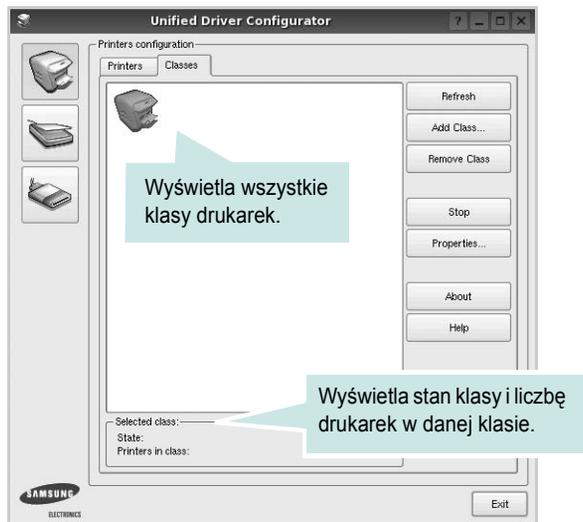 Unified Driver Configurator
Printers configuration
Printers Classes
Refresh
Add Class...
Remove Class
Wyświetla wszystkie
klasy drukarek.
Stop
Properties...
About
Help
Wyświetla stan klasy i liczbę
drukarek w danej klasie.
Selected class:
State:
Printers in class:
SAMSUNG
ELECTRONICS
Exit